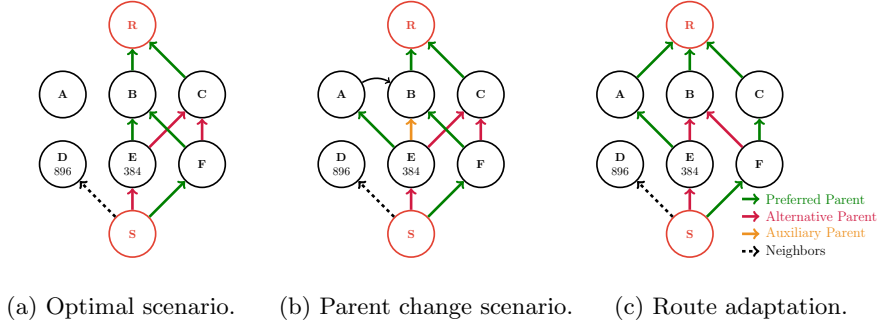 R
A
B
C
D
896
E
384
F
S
R
A
B
C
D
896
E
384
F
S
R
A
B
C
D
896
E
384
F
S
Preferred Parent
Alternative Parent
Auxiliary Parent
Neighbors
(a) Optimal scenario.
(b) Parent change scenario.
(c) Route adaptation.